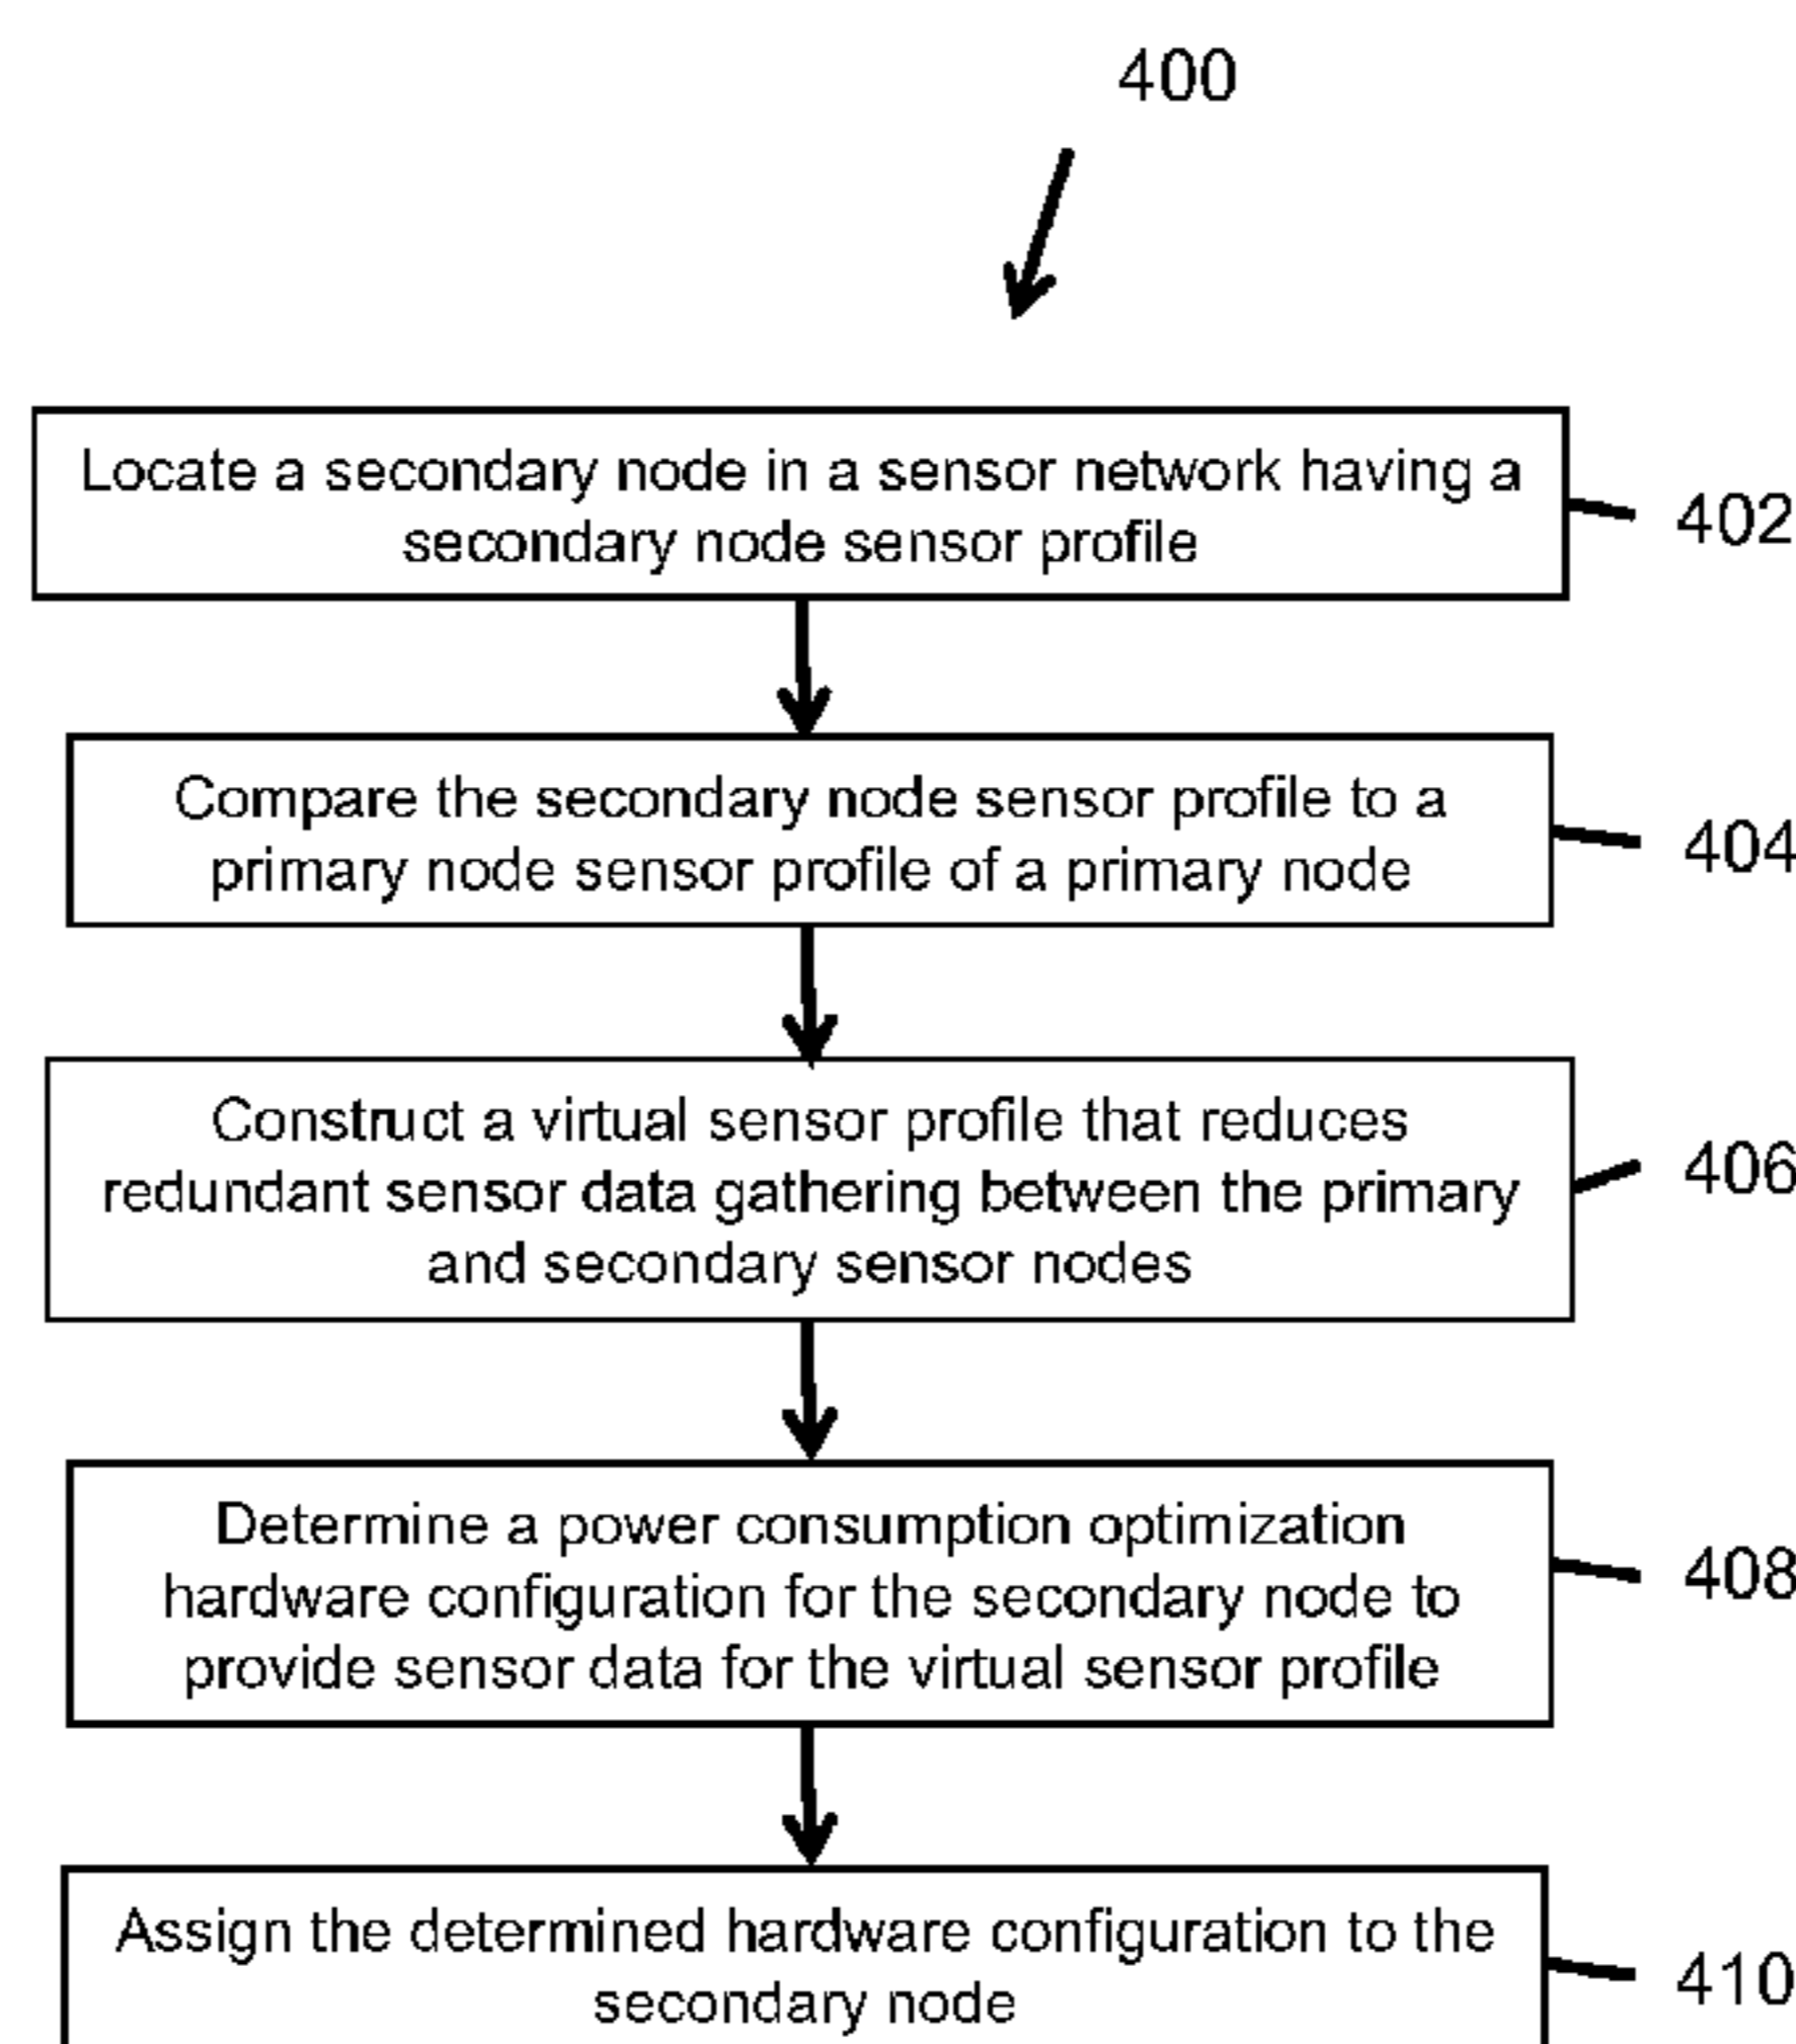 400
Locate a secondary node in a sensor network having a
secondary node sensor profile
402
Compare the secondary node sensor profile to a
primary node sensor profile of a primary node
404
Construct a virtual sensor profile that reduces
redundant sensor data gathering between the primary
and secondary sensor nodes
406
Determine a power consumption optimization
hardware configuration for the secondary node to
provide sensor data for the virtual sensor profile
408
Assign the determined hardware configuration to the
secondary node
410